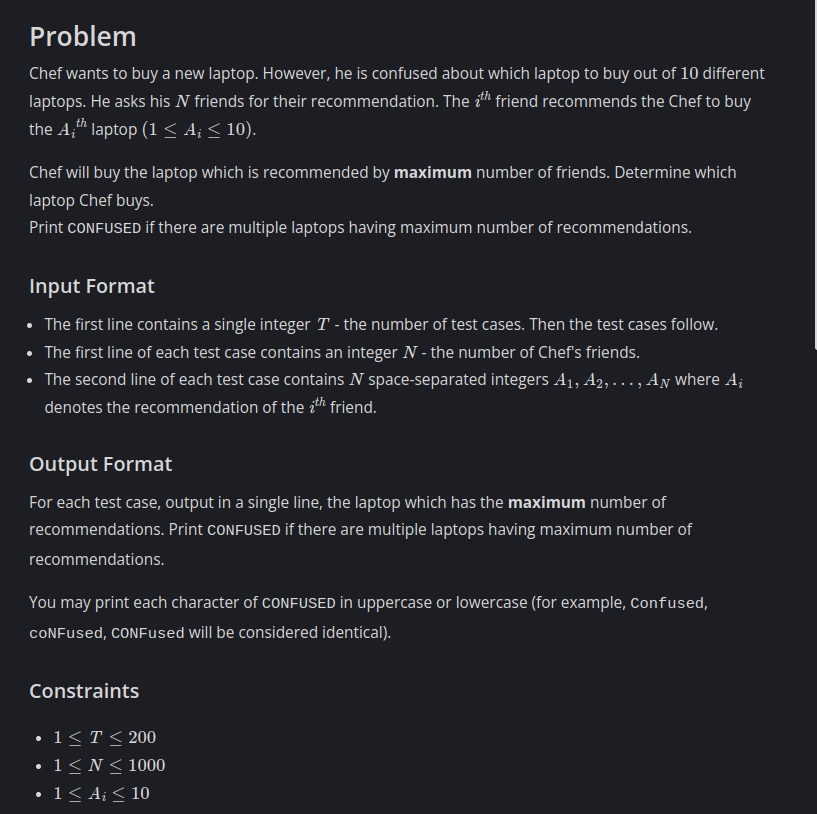 Problem
Chef wants to buy a new laptop. However, he is confused about which laptop to buy out of 10 different
laptops. He asks his N friends for their recommendation. The i^th friend recommends the Chef to buy
the A_i^th laptop (1 ≤ A_i ≤ 10).
Chef will buy the laptop which is recommended by maximum number of friends. Determine which
laptop Chef buys.
Print CONFUSED if there are multiple laptops having maximum number of recommendations.
Input Format
• The first line contains a single integer T - the number of test cases. Then the test cases follow.
• The first line of each test case contains an integer N - the number of Chef's friends.
• The second line of each test case contains N space-separated integers A_1, A_2, ..., A_N where A_i
denotes the recommendation of the i^th friend.
Output Format
For each test case, output in a single line, the laptop which has the maximum number of
recommendations. Print CONFUSED if there are multiple laptops having maximum number of
recommendations.
You may print each character of CONFUSED in uppercase or lowercase (for example, Confused,
coNFused, CONFused will be considered identical).
Constraints
• 1 ≤ T ≤ 200
• 1 ≤ N ≤ 1000
• 1 ≤ A_i ≤ 10